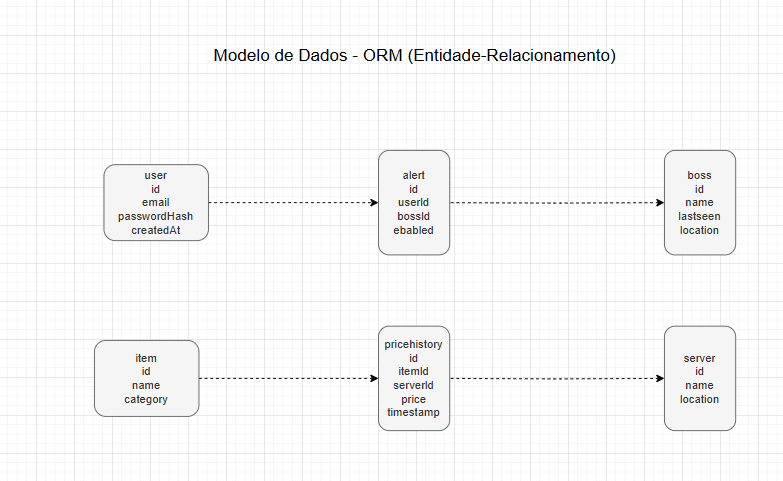 Modelo de Dados - ORM (Entidade-Relacionamento)
user
id
email
passwordHash
createdAt
alert
id
userId
bossId
ebabled
boss
id
name
lastseen
location
item
id
name
category
pricehistory
id
itemId
serverId
price
timestamp
server
id
name
location